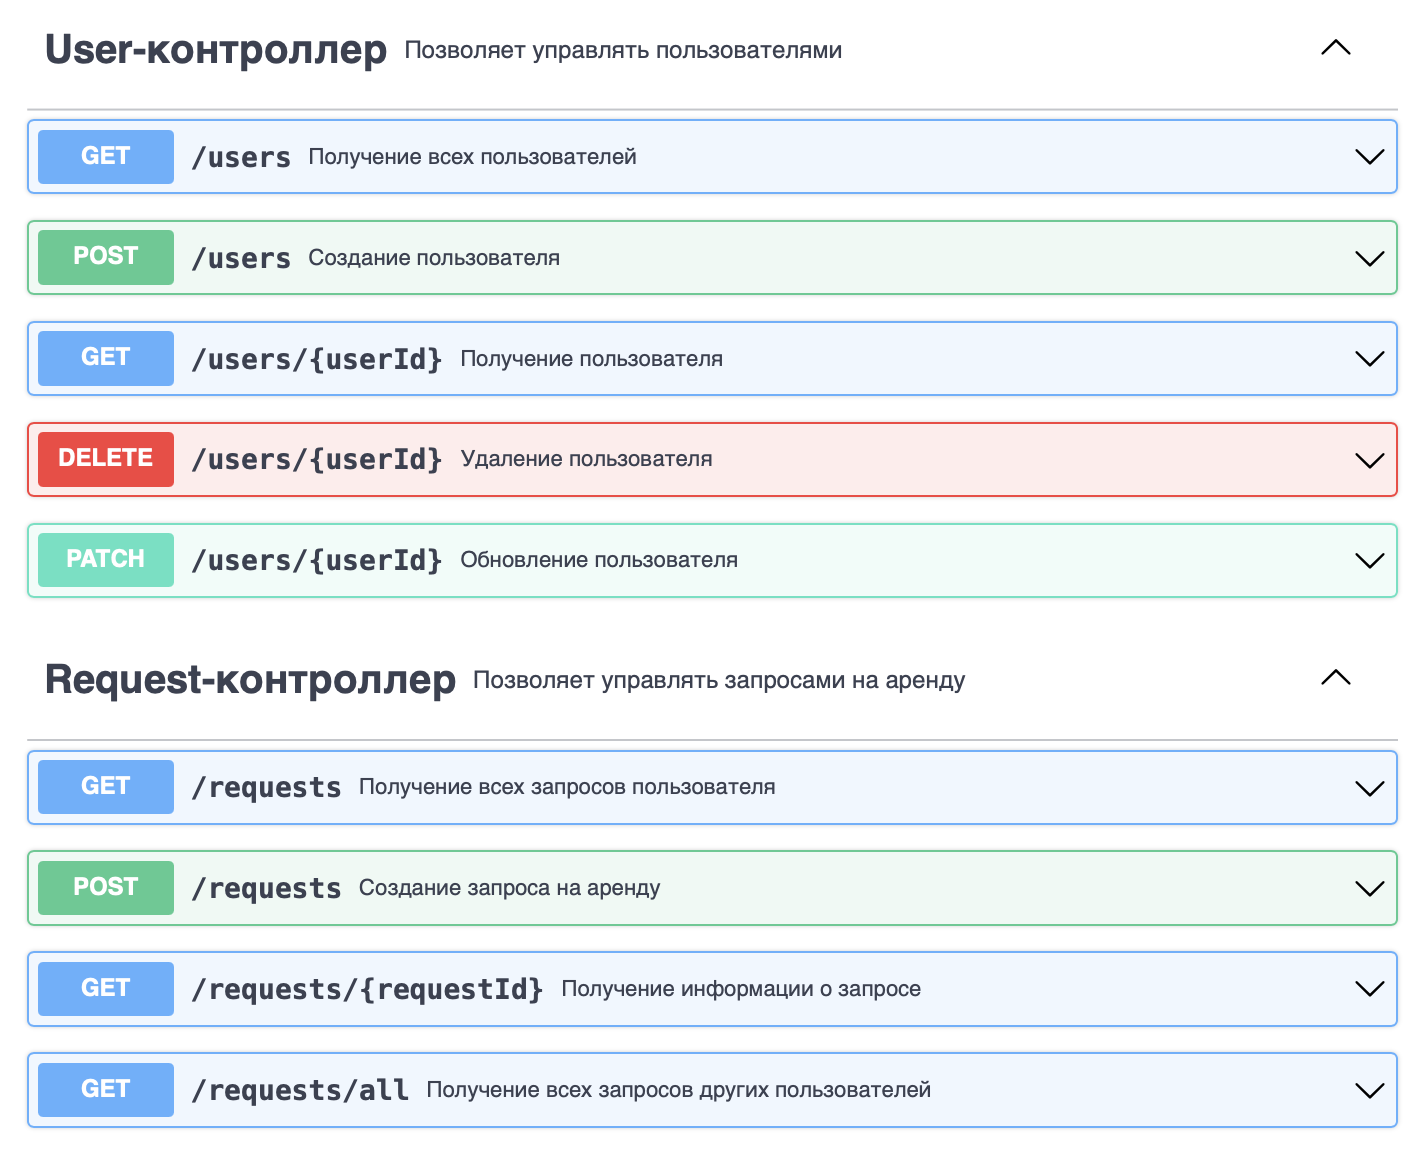 User-контроллер Позволяет управлять пользователями
GET /users Получение всех пользователей
POST /users Создание пользователя
GET /users/{userId} Получение пользователя
DELETE /users/{userId} Удаление пользователя
PATCH /users/{userId} Обновление пользователя
Request-контроллер Позволяет управлять запросами на аренду
GET /requests Получение всех запросов пользователя
POST /requests Создание запроса на аренду
GET /requests/{requestId} Получение информации о запросе
GET /requests/all Получение всех запросов других пользователей